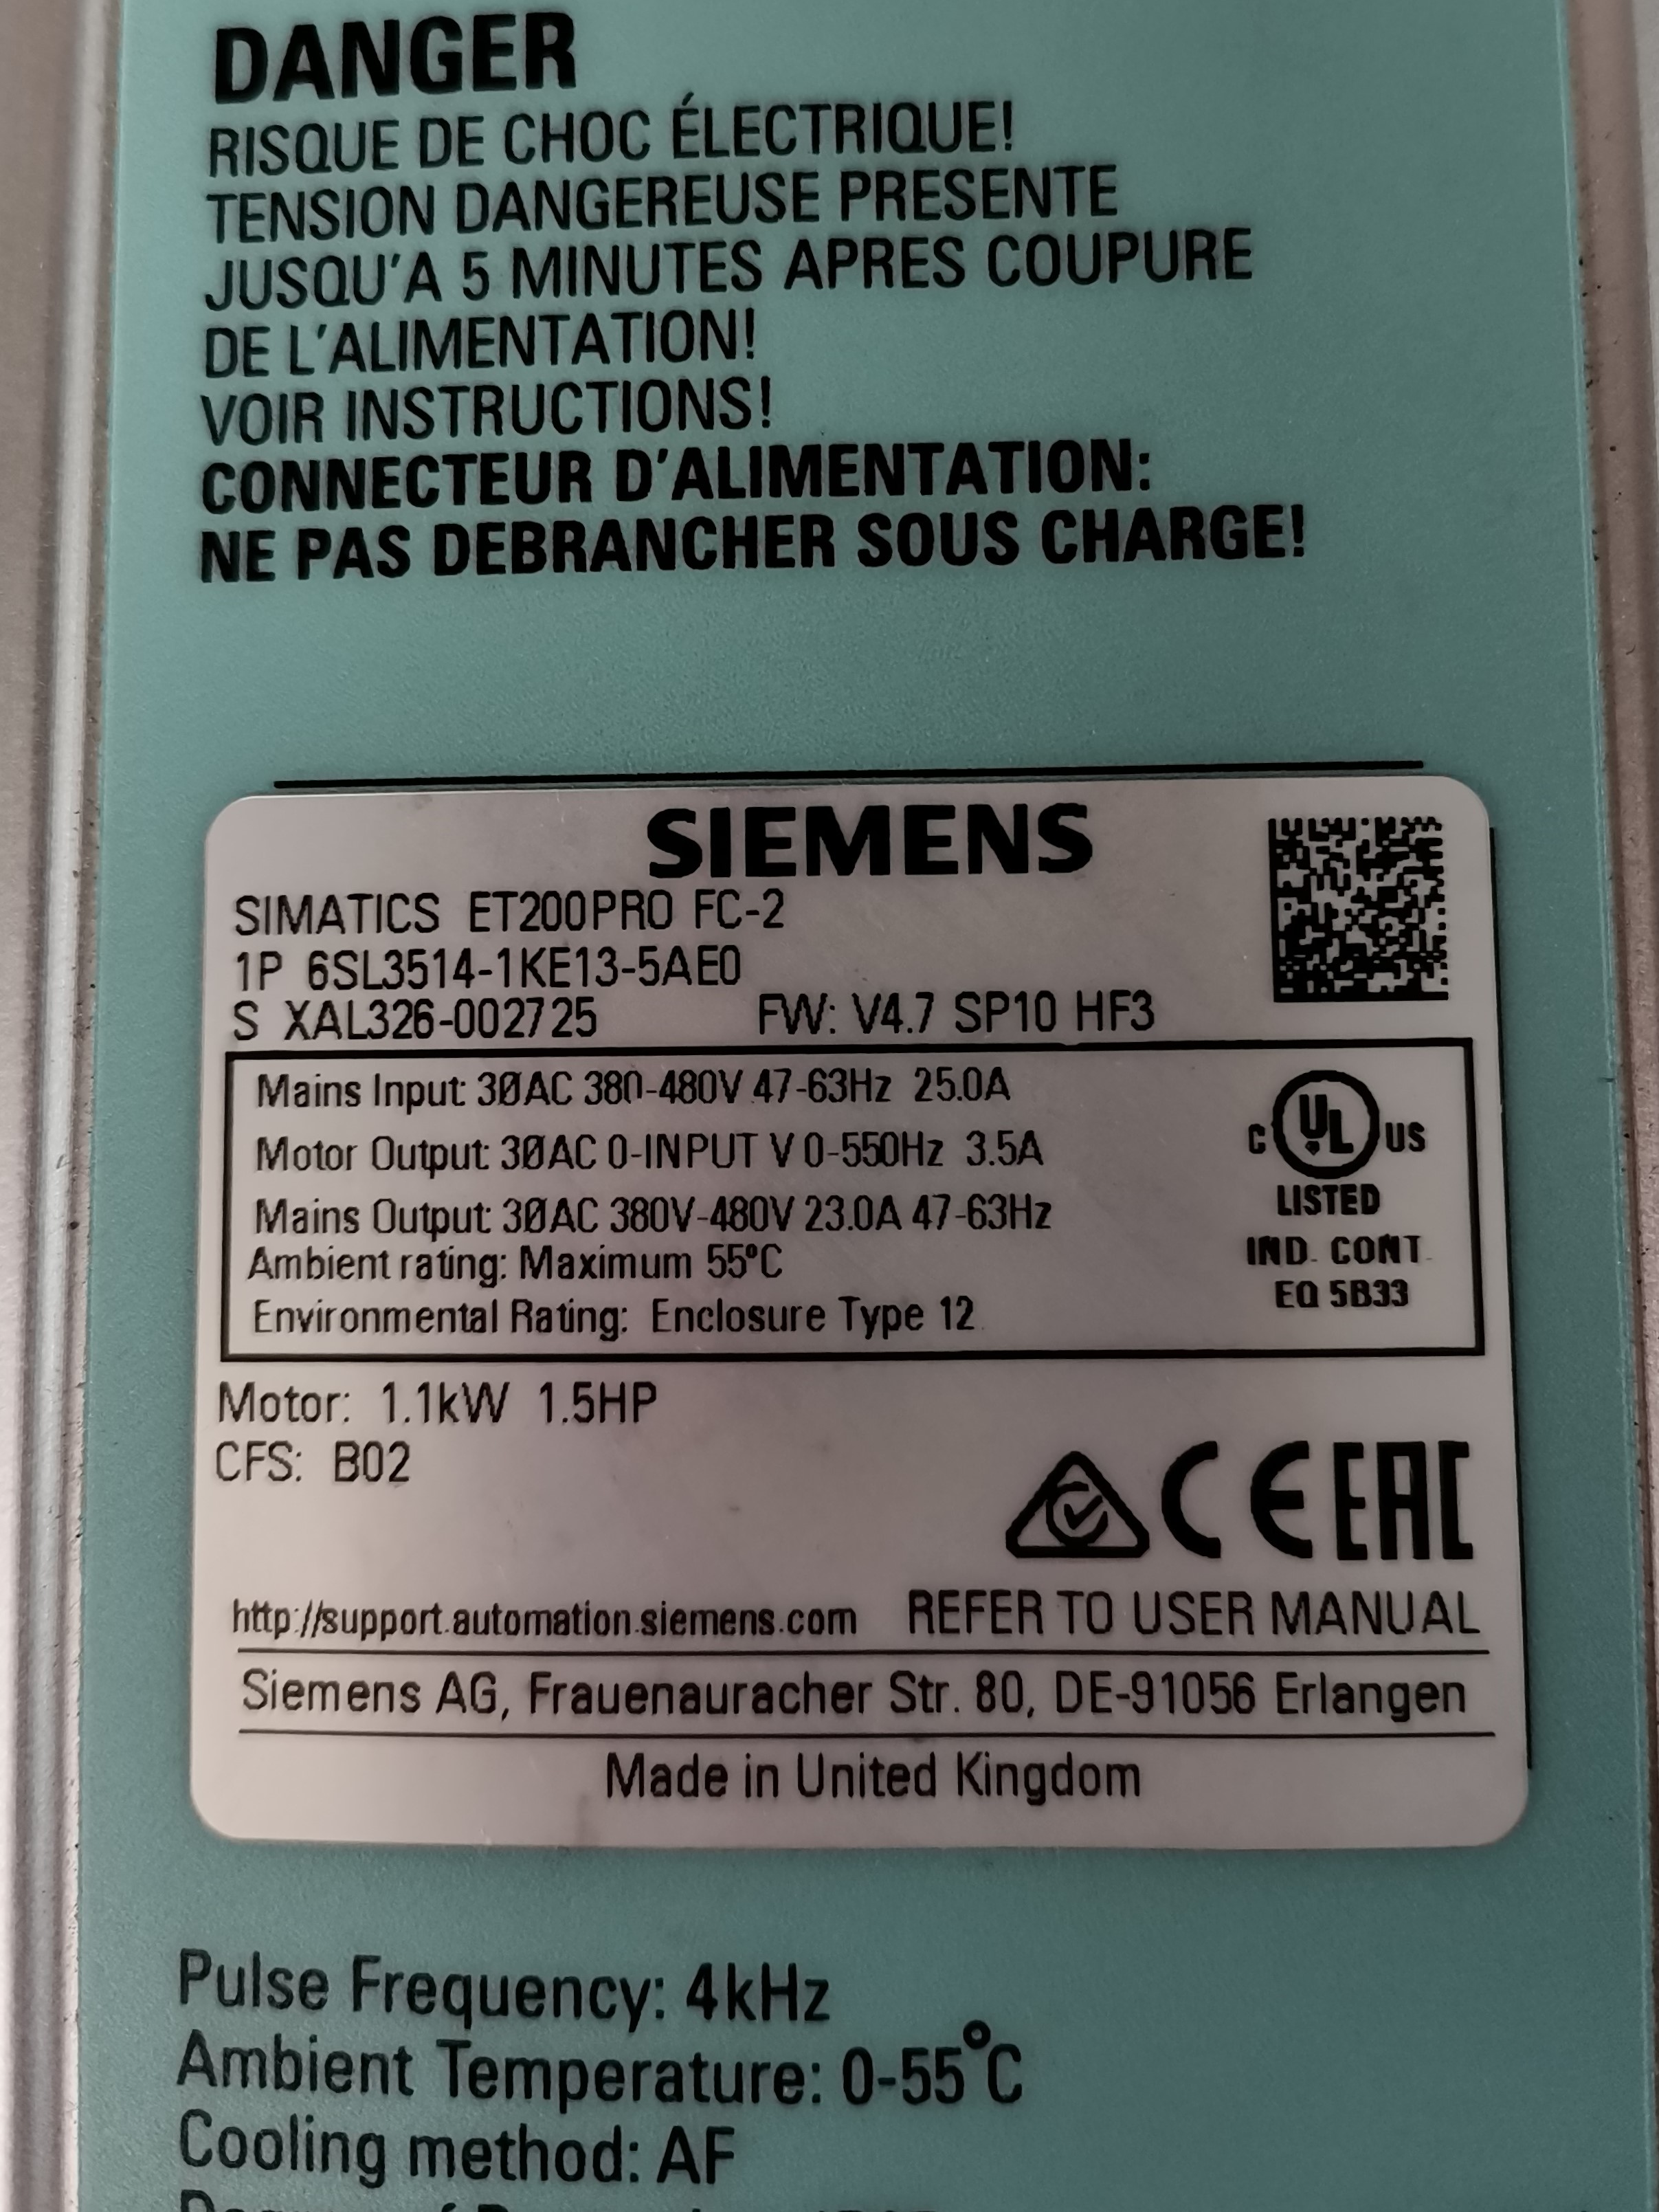 DANGER
RISQUE DE CHOC ÉLECTRIQUE!
TENSION DANGEREUSE PRESENTE
JUSQU'A 5 MINUTES APRES COUPURE
DE L'ALIMENTATION!
VOIR INSTRUCTIONS!
CONNECTEUR D'ALIMENTATION:
NE PAS DEBRANCHER SOUS CHARGE!
SIEMENS
SIMATICS ET200PRO FC-2
1P 6SL3514-1KE13-5AE0
S XAL326-002725 FW: V4.7 SP10 HF3
Mains Input: 3ØAC 380-480V 47-63Hz 25.0A
Motor Output: 3ØAC 0-INPUT V 0-550Hz 3.5A
Mains Output: 3ØAC 380V-480V 23.0A 47-63Hz
Ambient rating: Maximum 55°C
Environmental Rating: Enclosure Type 12
C UL US
LISTED
IND. CONT.
EQ 5B33
Motor: 1.1kW 1.5HP
CFS: B02
CE EAC
http://support.automation.siemens.com REFER TO USER MANUAL
Siemens AG, Frauenauracher Str. 80, DE-91056 Erlangen
Made in United Kingdom
Pulse Frequency: 4kHz
Ambient Temperature: 0-55°C
Cooling method: AF